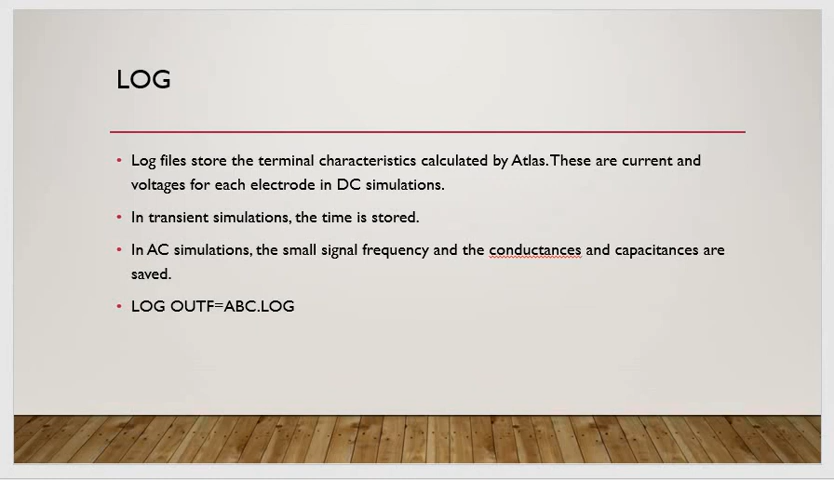 LOG
• Log files store the terminal characteristics calculated by Atlas. These are current and
voltages for each electrode in DC simulations.
• In transient simulations, the time is stored.
• In AC simulations, the small signal frequency and the conductances and capacitances are
saved.
• LOG OUTF=ABC.LOG